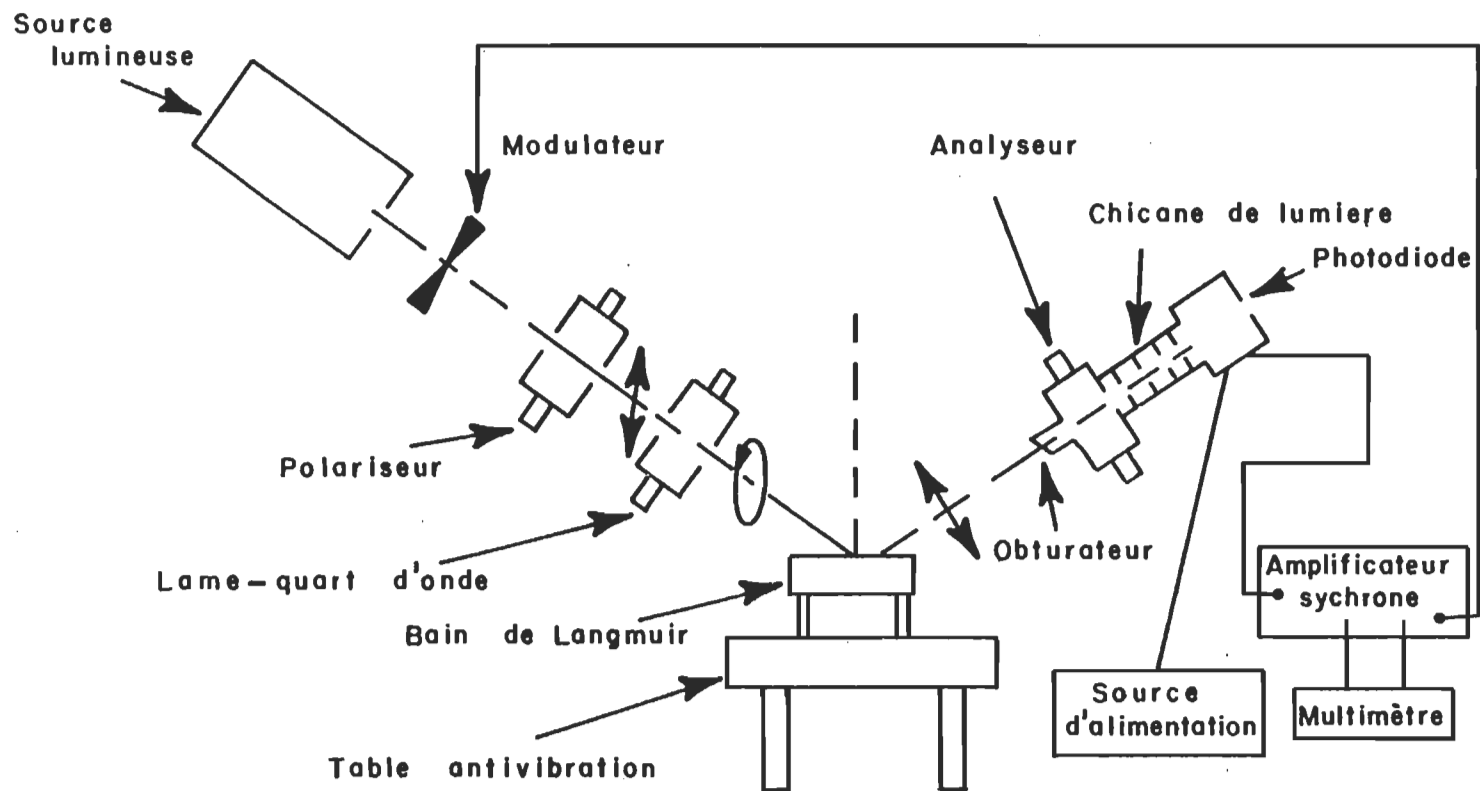 Source
lumineuse
Modulateur
Analyseur
Chicane de lumiere
Photodiode
Polariseur
Lame-quart d'onde
Obturateur
Bain de Langmuir
Amplificateur
sychrone
Source
d'alimentation
Multimètre
Table antivibration